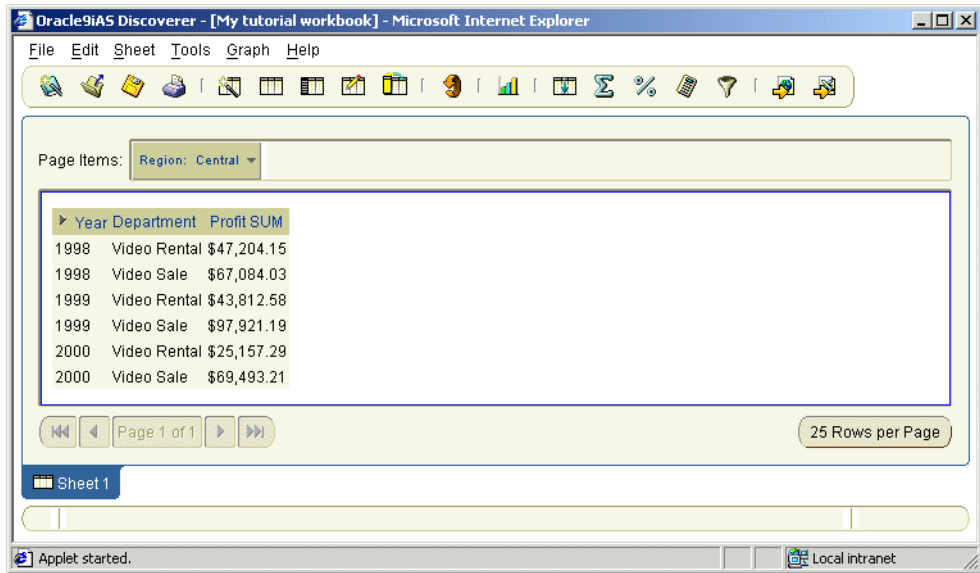 Oracle9iAS Discoverer - [My tutorial workbook] - Microsoft Internet Explorer
File Edit Sheet Tools Graph Help
Page Items: Region: Central
Year Department Profit SUM
1998 Video Rental $47,204.15
1998 Video Sale $67,084.03
1999 Video Rental $43,812.58
1999 Video Sale $97,921.19
2000 Video Rental $25,157.29
2000 Video Sale $69,493.21
Page 1 of 1 25 Rows per Page
Sheet 1
Applet started. Local intranet